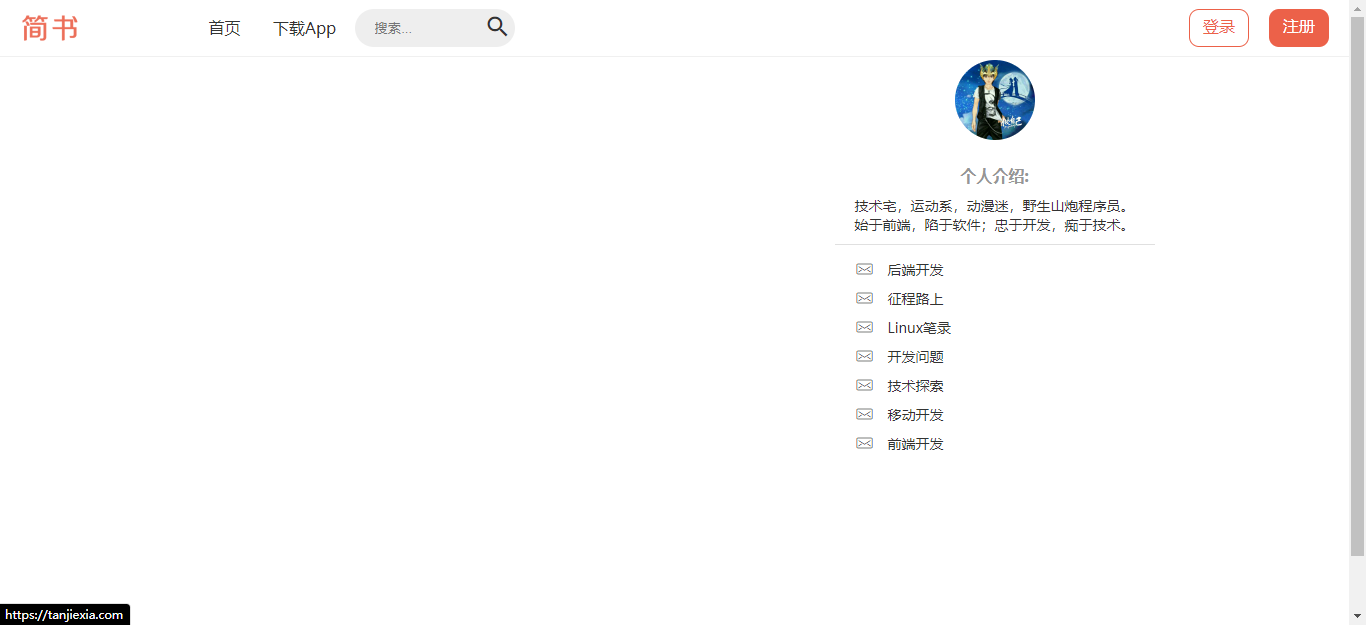 简书
首页
下载App
搜索...
登录
注册
个人介绍:
技术宅，运动系，动漫迷，野生山炮程序员。
始于前端，陷于软件；忠于开发，痴于技术。
后端开发
征程路上
Linux笔录
开发问题
技术探索
移动开发
前端开发
https://tanjiexia.com